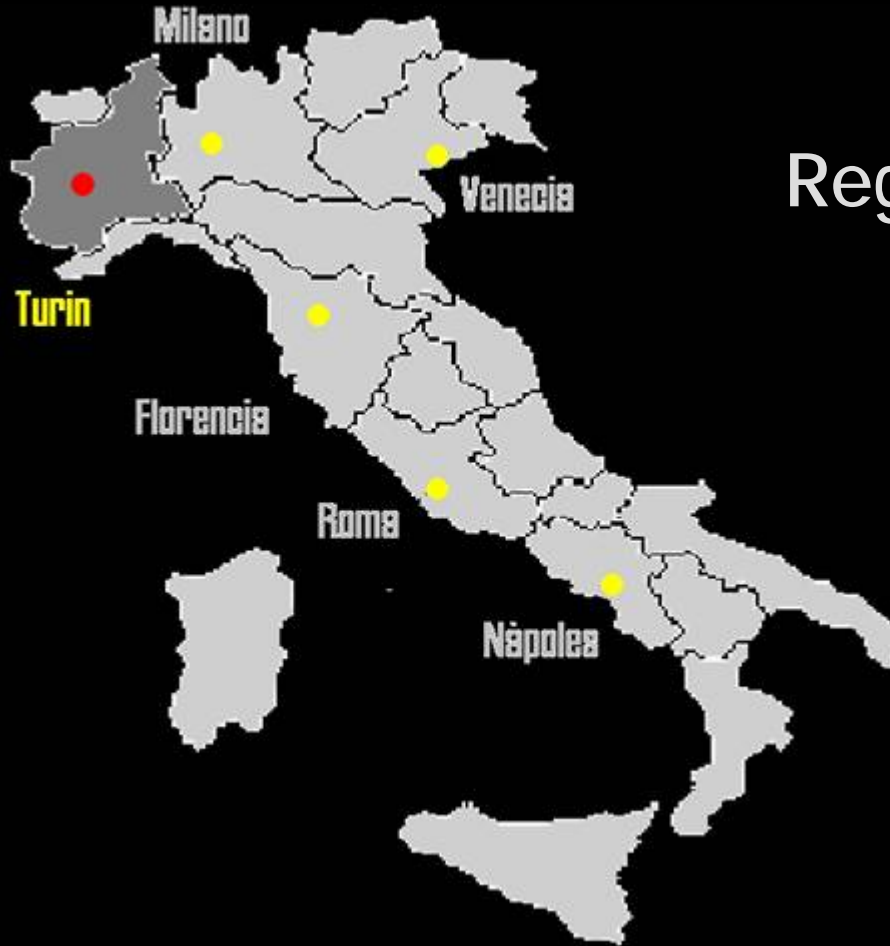 Milano
Reg
Venecia
Turin
Florencia
Roma
Nàpoles